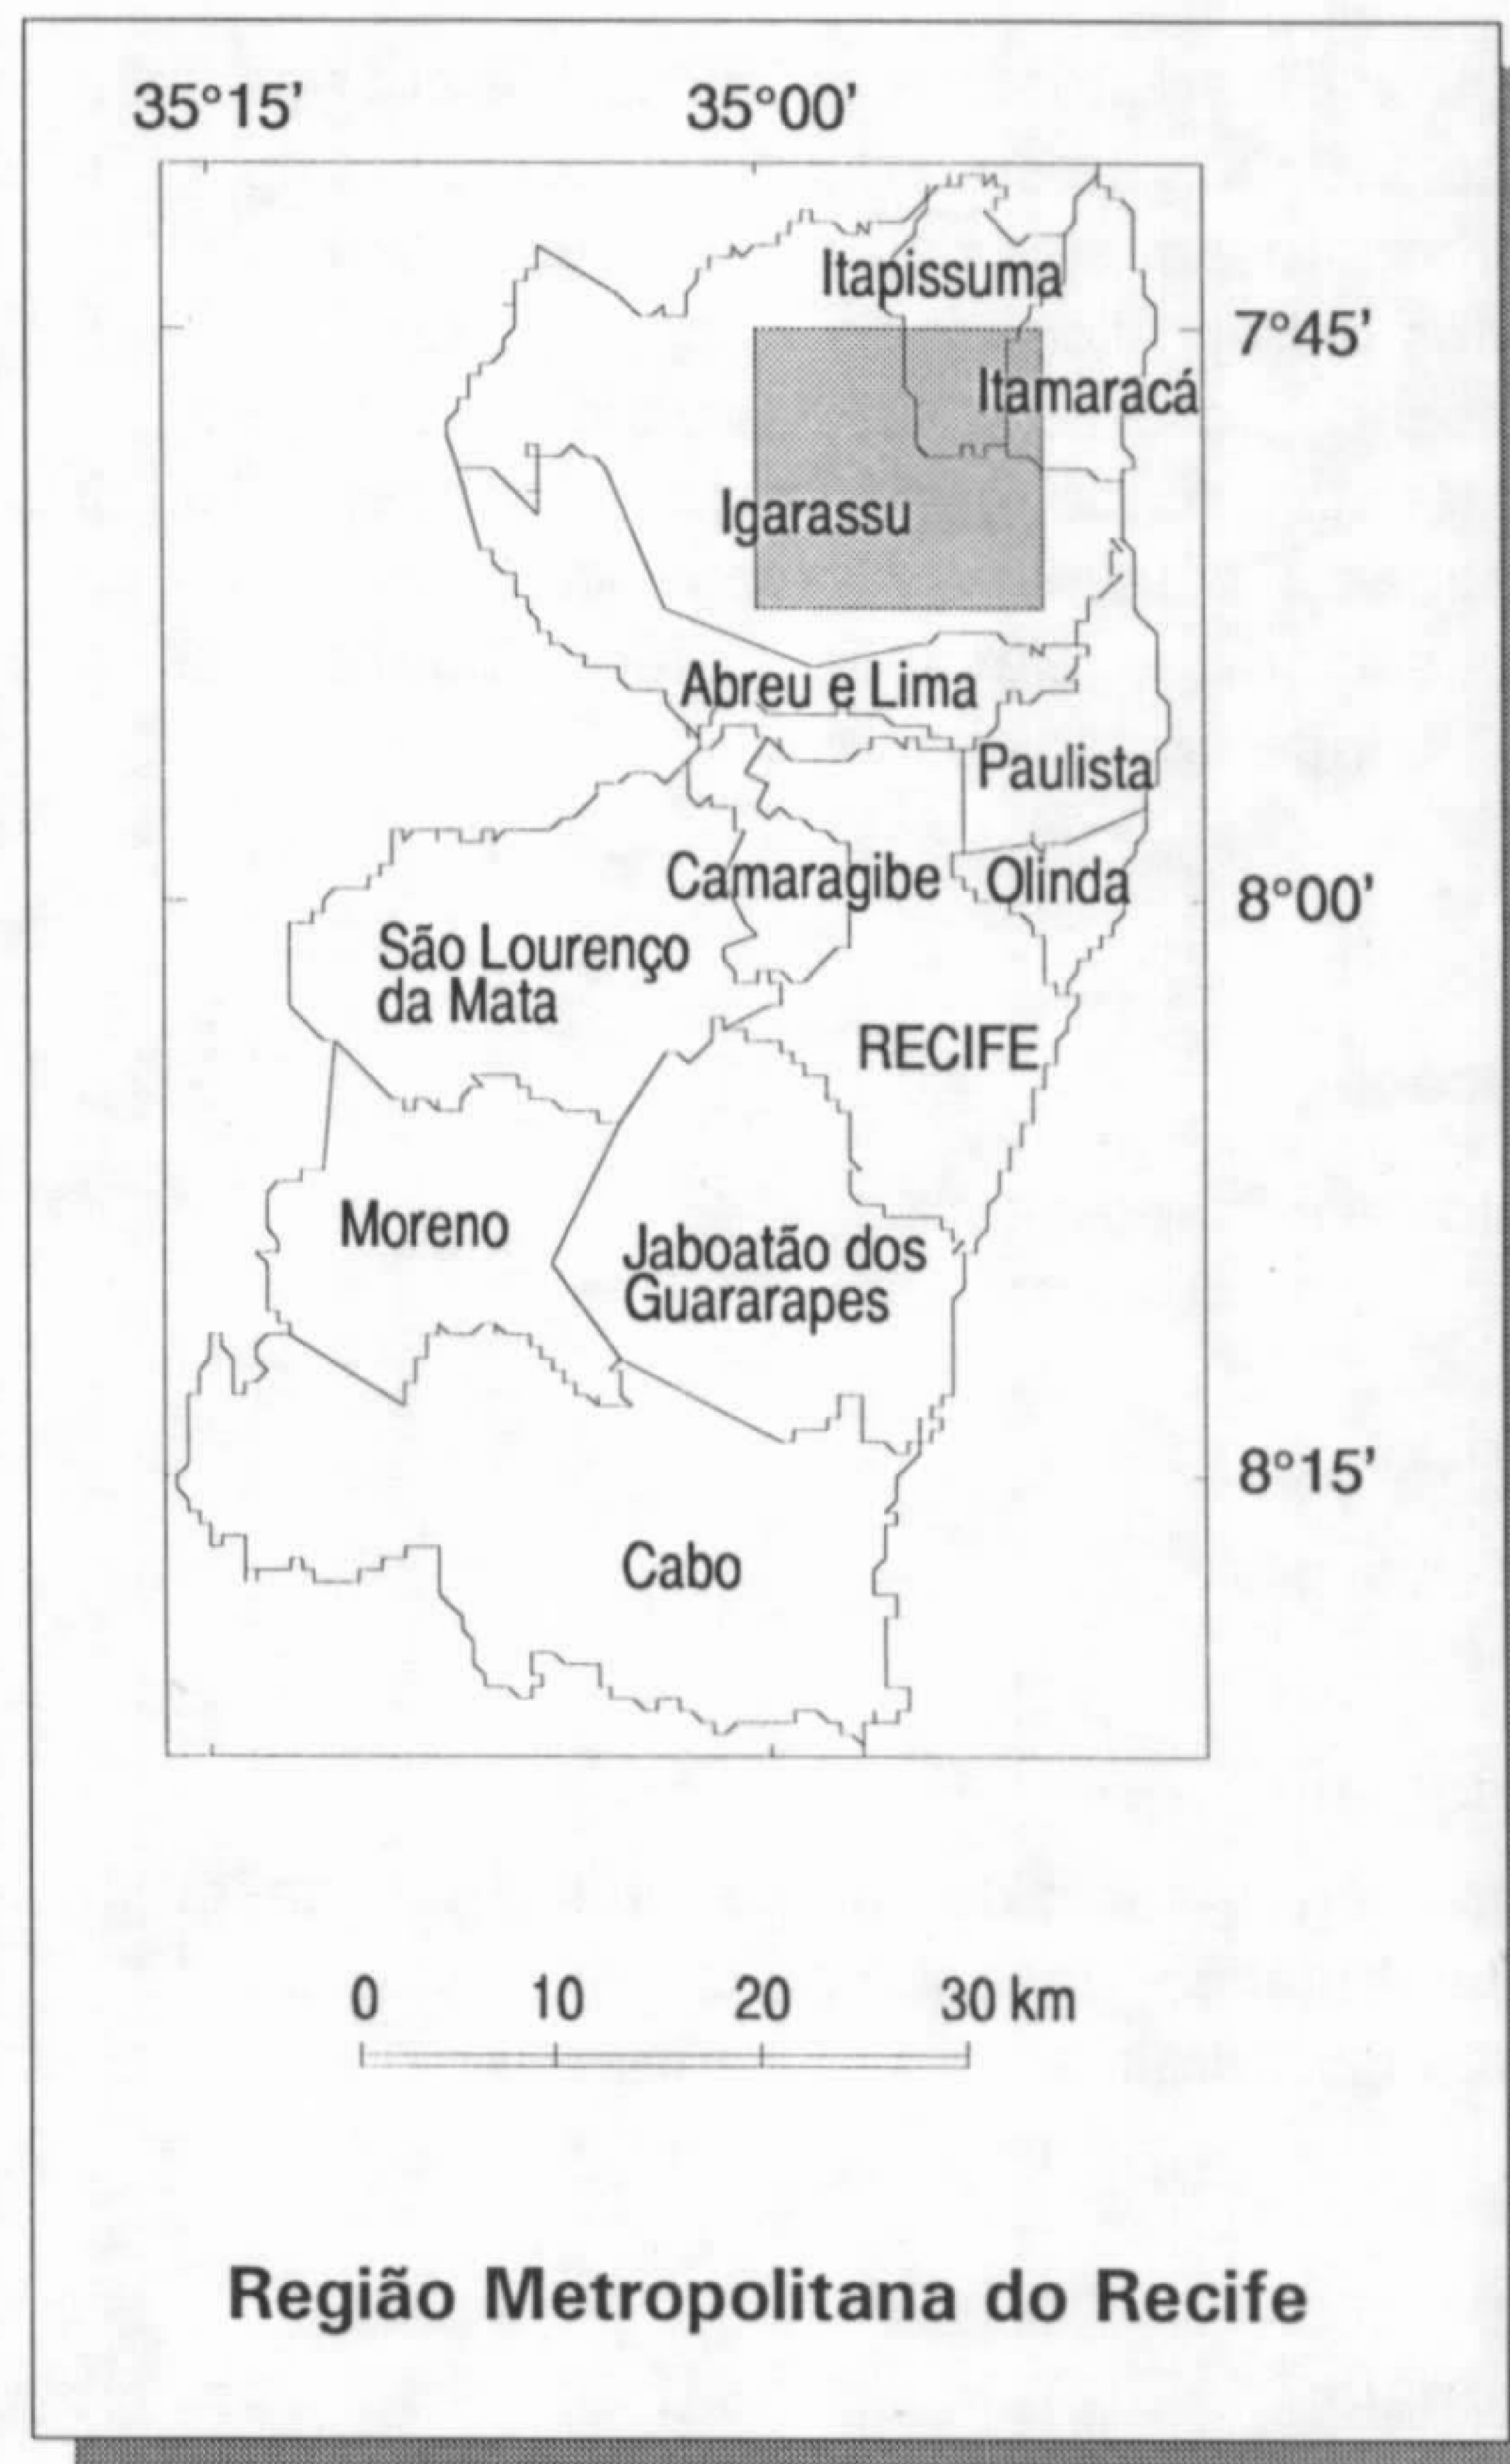 35°15'
35°00'
Itapissuma
7°45'
Itamaracá
Igarassu
Abreu e Lima
Paulista
Camaragibe
Olinda
8°00'
São Lourenço
da Mata
RECIFE
Moreno
Jaboatão dos
Guararapes
8°15'
Cabo
0 10 20 30 km
Região Metropolitana do Recife